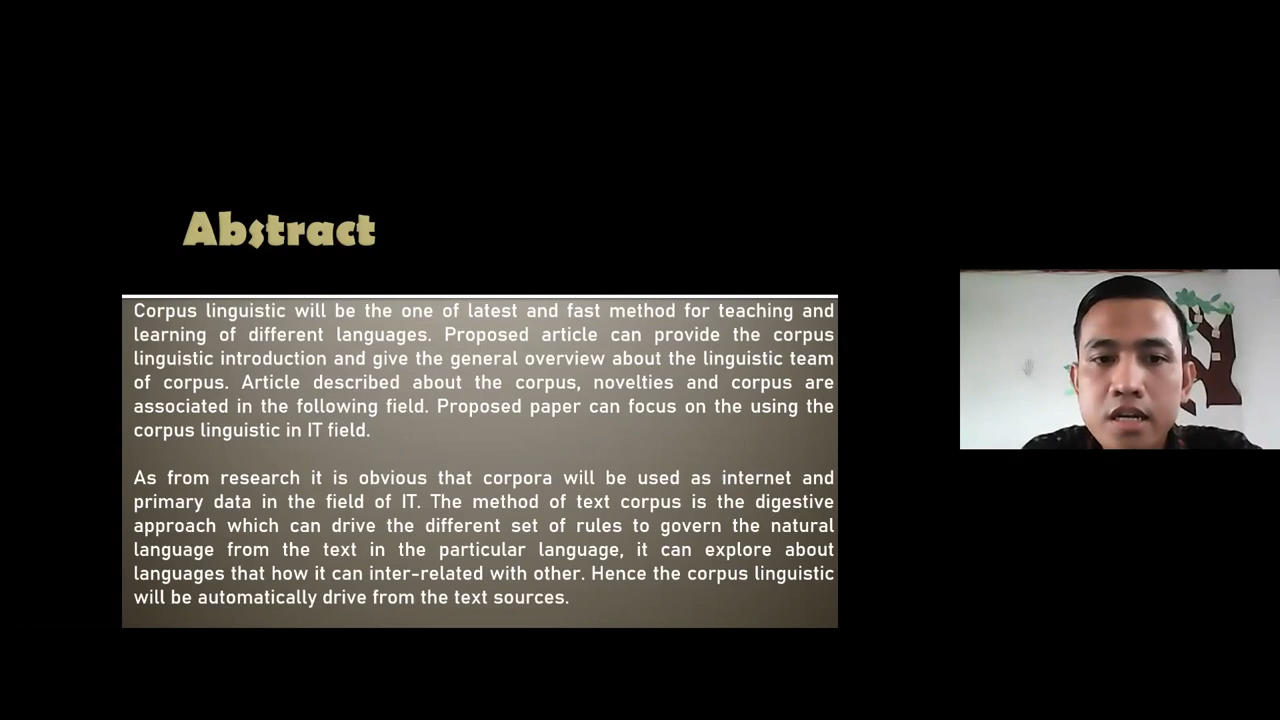 Abstract
Corpus linguistic will be the one of latest and fast method for teaching and
learning of different languages. Proposed article can provide the corpus
linguistic introduction and give the general overview about the linguistic team
of corpus. Article described about the corpus, novelties and corpus are
associated in the following field. Proposed paper can focus on the using the
corpus linguistic in IT field.
As from research it is obvious that corpora will be used as internet and
primary data in the field of IT. The method of text corpus is the digestive
approach which can drive the different set of rules to govern the natural
language from the text in the particular language, it can explore about
languages that how it can inter-related with other. Hence the corpus linguistic
will be automatically drive from the text sources.